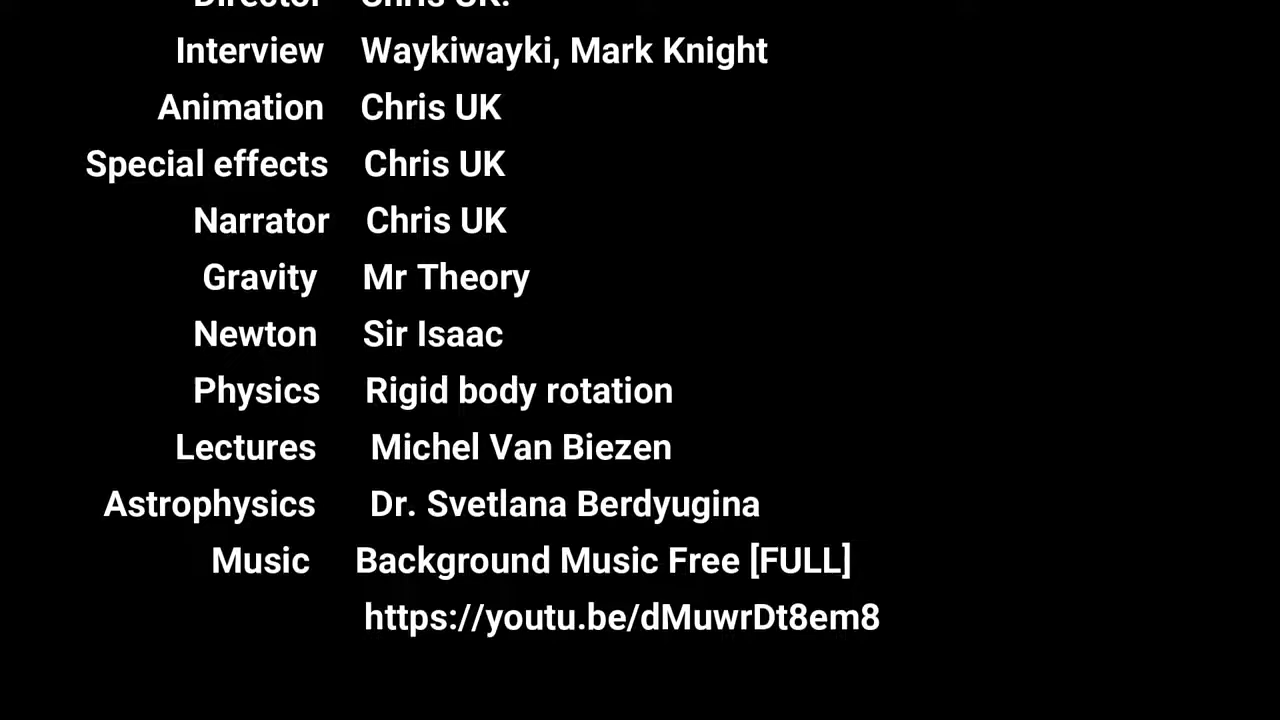 Director Chris UK.
Interview Waykiwayki, Mark Knight
Animation Chris UK
Special effects Chris UK
Narrator Chris UK
Gravity Mr Theory
Newton Sir Isaac
Physics Rigid body rotation
Lectures Michel Van Biezen
Astrophysics Dr. Svetlana Berdyugina
Music Background Music Free [FULL]
https://youtu.be/dMuwrDt8em8